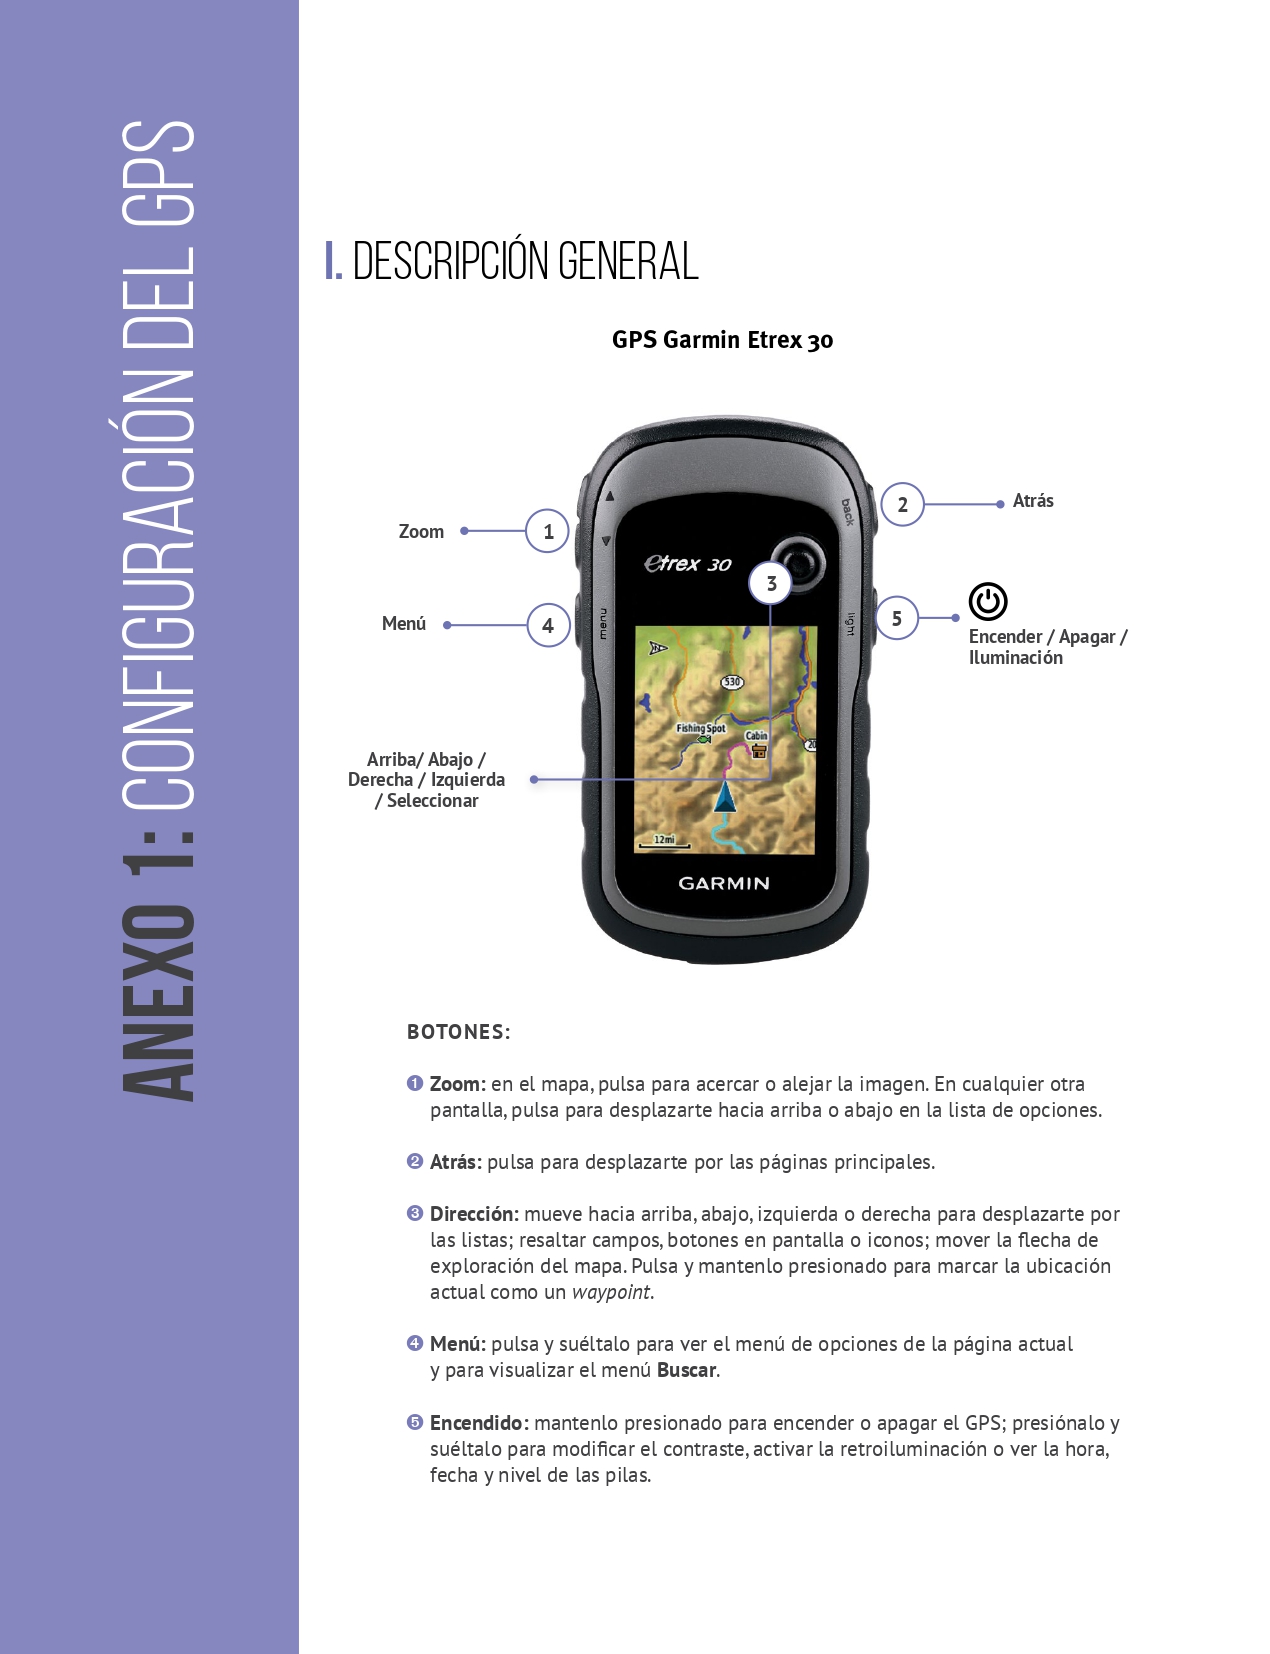 ANEXO 1: CONFIGURACIÓN DEL GPS
I. DESCRIPCIÓN GENERAL
GPS Garmin Etrex 30
Zoom
1
2
Atrás
back
etrex 30
3
Menú
4
menu
light
5
Encender / Apagar /
Iluminación
N
530
Fishing Spot
Cabin
20
Arriba/ Abajo /
Derecha / Izquierda
/ Seleccionar
12mi
GARMIN
BOTONES:
1 Zoom: en el mapa, pulsa para acercar o alejar la imagen. En cualquier otra
pantalla, pulsa para desplazarte hacia arriba o abajo en la lista de opciones.
2 Atrás: pulsa para desplazarte por las páginas principales.
3 Dirección: mueve hacia arriba, abajo, izquierda o derecha para desplazarte por
las listas; resaltar campos, botones en pantalla o iconos; mover la flecha de
exploración del mapa. Pulsa y mantenlo presionado para marcar la ubicación
actual como un waypoint.
4 Menú: pulsa y suéltalo para ver el menú de opciones de la página actual
y para visualizar el menú Buscar.
5 Encendido: mantenlo presionado para encender o apagar el GPS; presiónalo y
suéltalo para modificar el contraste, activar la retroiluminación o ver la hora,
fecha y nivel de las pilas.